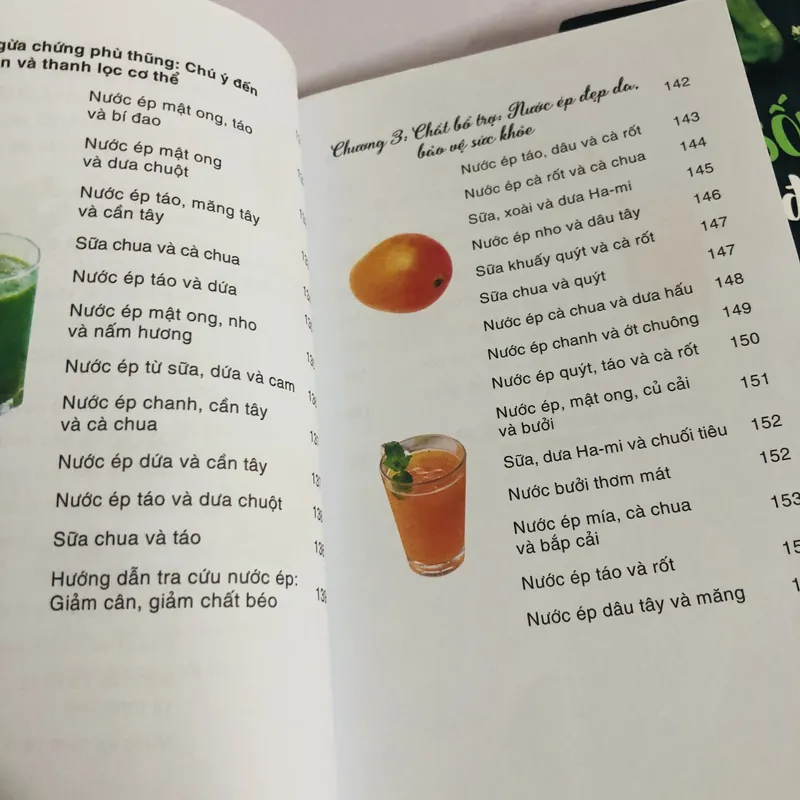 gừa chứng phù thũng: Chú ý đến
n và thanh lọc cơ thể
Nước ép mật ong, táo
và bí đao
Nước ép mật ong
và dưa chuột
Nước ép táo, măng tây
và cần tây
Sữa chua và cà chua
Nước ép táo và dứa
Nước ép mật ong, nho
và nấm hương
Nước ép từ sữa, dứa và cam
Nước ép chanh, cần tây
và cà chua
Nước ép dứa và cần tây
Nước ép táo và dưa chuột
Sữa chua và táo
Hướng dẫn tra cứu nước ép:
Giảm cân, giảm chất béo
Chương 3: Chất bổ trợ: Nước ép đẹp da, 142
bảo vệ sức khỏe
Nước ép táo, dâu và cà rốt 143
Nước ép cà rốt và cà chua 144
Sữa, xoài và dưa Ha-mi 145
Nước ép nho và dâu tây 146
Sữa khuấy quýt và cà rốt 147
Sữa chua và quýt 147
Nước ép cà chua và dưa hấu 148
Nước ép chanh và ớt chuông 149
Nước ép quýt, táo và cà rốt 150
Nước ép, mật ong, củ cải
và bưởi 151
Sữa, dưa Ha-mi và chuối tiêu 152
Nước bưởi thơm mát 152
Nước ép mía, cà chua
và bắp cải 153
Nước ép táo và rốt
Nước ép dâu tây và măng